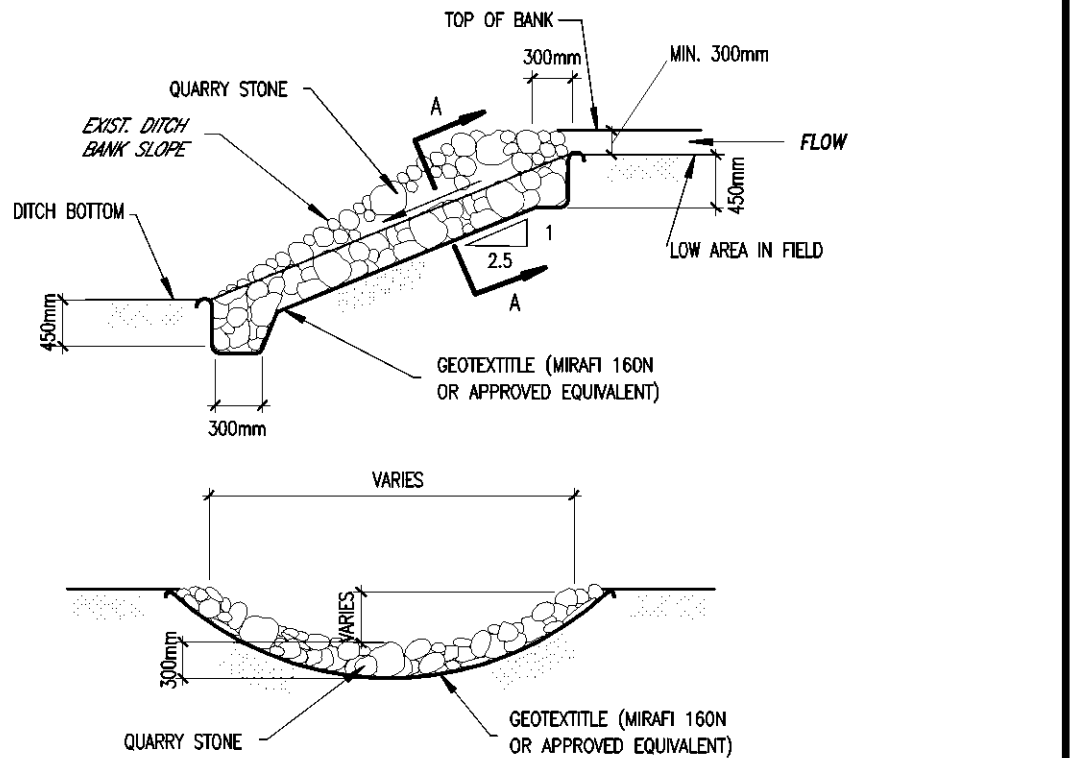 TOP OF BANK
300mm
MIN. 300mm
QUARRY STONE
A
EXIST. DITCH
BANK SLOPE
FLOW
DITCH BOTTOM
450mm
1
2.5
LOW AREA IN FIELD
A
450mm
GEOTEXTITLE (MIRAFI 160N
OR APPROVED EQUIVALENT)
300mm
VARIES
VARIES
300mm
GEOTEXTITLE (MIRAFI 160N
OR APPROVED EQUIVALENT)
QUARRY STONE